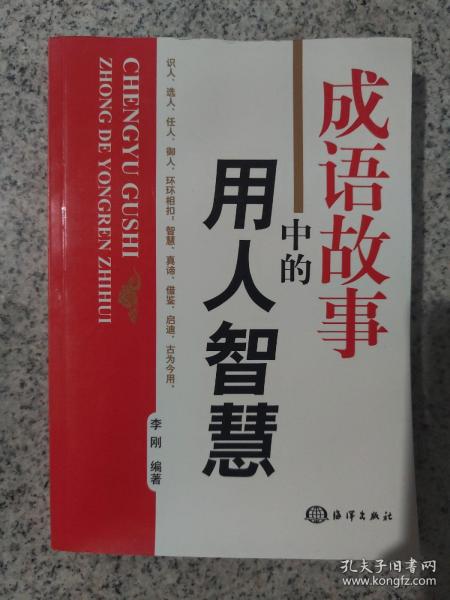 成语故事
中的
用人智慧
识人、选人、任人、御人，环环相扣；智慧、真谛、借鉴、启迪，古为今用。
CHENGYU GUSHI
ZHONG DE YONGREN ZHIHUI
李刚 编著
海洋出版社
孔夫子旧书网
www.kongfz.com